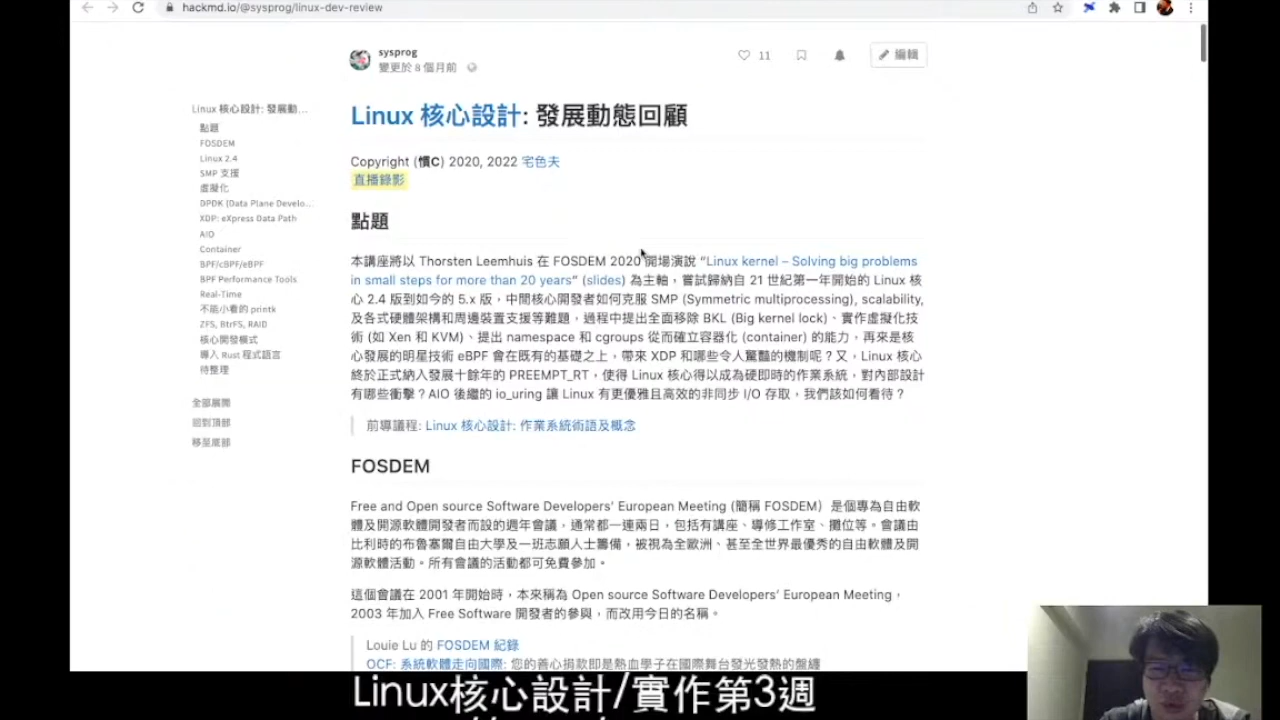 hackmd.io/@sysprog/linux-dev-review
sysprog
變更於 8 個月前
11
編輯
Linux 核心設計: 發展動...
點題
FOSDEM
Linux 2.4
SMP 支援
虛擬化
DPDK (Data Plane Develo...
XDP: eXpress Data Path
AIO
Container
BPF/cBPF/eBPF
BPF Performance Tools
Real-Time
不能小看的 printk
ZFS, BtrFS, RAID
核心開發模式
導入 Rust 程式語言
待整理
全部展開
回到頂部
移至底部
Linux 核心設計: 發展動態回顧
Copyright (慣C) 2020, 2022 宅色夫
直播錄影
點題
本講座將以 Thorsten Leemhuis 在 FOSDEM 2020 開場演說 “Linux kernel – Solving big problems
in small steps for more than 20 years” (slides) 為主軸，嘗試歸納自 21 世紀第一年開始的 Linux 核
心 2.4 版到如今的 5.x 版，中間核心開發者如何克服 SMP (Symmetric multiprocessing), scalability,
及各式硬體架構和周邊裝置支援等難題，過程中提出全面移除 BKL (Big kernel lock)、實作虛擬化技
術 (如 Xen 和 KVM)、提出 namespace 和 cgroups 從而確立容器化 (container) 的能力，再來是核
心發展的明星技術 eBPF 會在既有的基礎之上，帶來 XDP 和哪些令人驚豔的機制呢？又，Linux 核心
終於正式納入發展十餘年的 PREEMPT_RT，使得 Linux 核心得以成為硬即時的作業系統，對內部設計
有哪些衝擊？AIO 後繼的 io_uring 讓 Linux 有更優雅且高效的非同步 I/O 存取，我們該如何看待？
前導議程: Linux 核心設計: 作業系統術語及概念
FOSDEM
Free and Open source Software Developers’ European Meeting (簡稱 FOSDEM）是個專為自由軟
體及開源軟體開發者而設的週年會議，通常都一連兩日，包括有講座、導修工作室、攤位等。會議由
比利時的布魯塞爾自由大學及一班志願人士籌備，被視為全歐洲、甚至全世界最優秀的自由軟體及開
源軟體活動。所有會議的活動都可免費參加。
這個會議在 2001 年開始時，本來稱為 Open source Software Developers’ European Meeting，
2003 年加入 Free Software 開發者的參與，而改用今日的名稱。
Louie Lu 的 FOSDEM 紀錄
OCF: 系統軟體走向國際: 您的善心捐款即是熱血學子在國際舞台發光發熱的盤纏
Linux核心設計/實作第3週